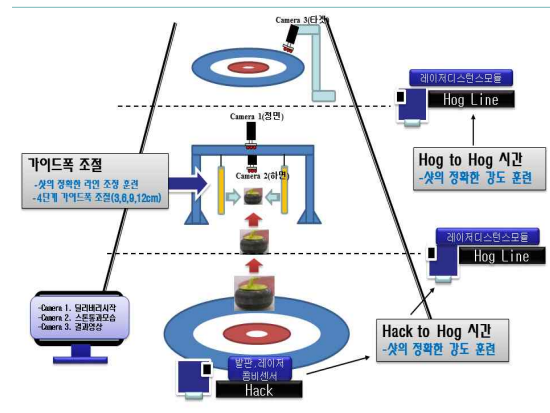 Camera 3(타겟)
레이저디스턴스모듈
Hog Line
Camera 1(정면)
Hog to Hog 시간
-샷의 정확한 강도 훈련
가이드폭 조절
-샷의 정확한 라인 조정 훈련
-4단계 가이드폭 조절(3,6,9,12cm)
Camera 2(하면)
레이저디스턴스모듈
Hog Line
-Camera 1. 딜리버리시작
-Camera 2. 스톤통과모습
-Camera 3. 결과영상
Hack to Hog 시간
-샷의 정확한 강도 훈련
발판,레이저
콤비센서
Hack